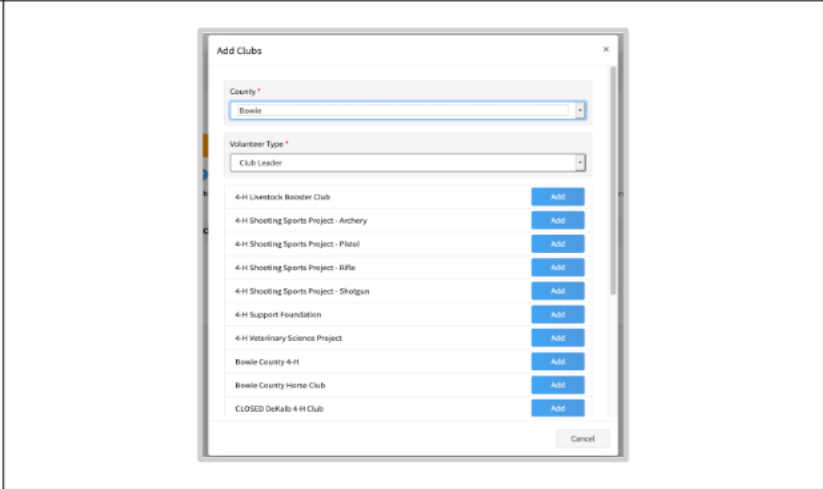 Add Clubs ×
County *
Bowie
Volunteer Type *
Club Leader
4-H Livestock Booster Club Add
4-H Shooting Sports Project - Archery Add
4-H Shooting Sports Project - Pistol Add
4-H Shooting Sports Project - Rifle Add
4-H Shooting Sports Project - Shotgun Add
4-H Support Foundation Add
4-H Veterinary Science Project Add
Bowie County 4-H Add
Bowie County Horse Club Add
CLOSED DeKalb 4-H Club Add
Cancel